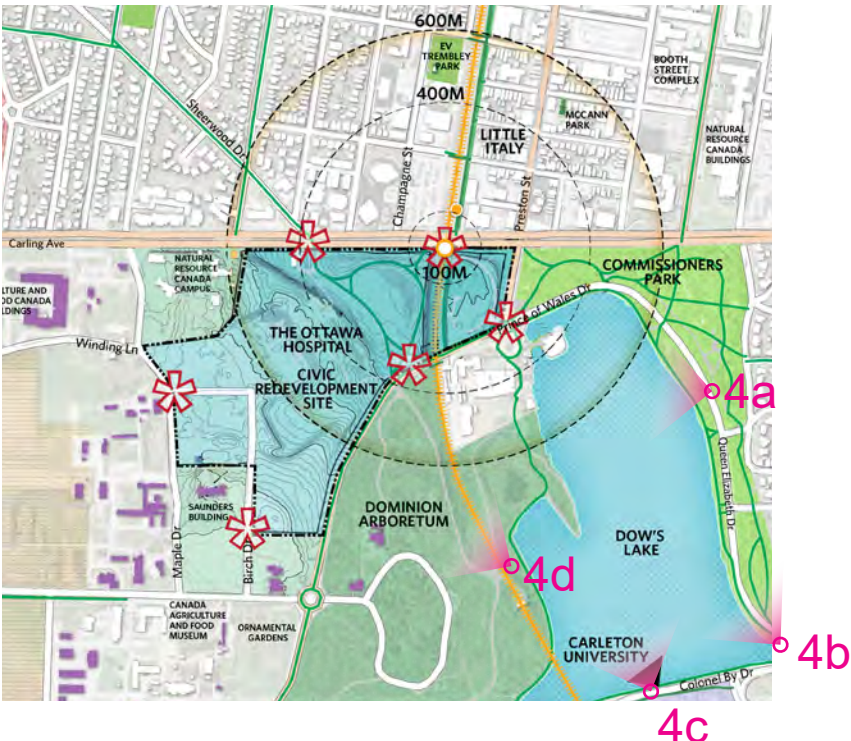 600M
EV
TREMBLEY
PARK
BOOTH
STREET
COMPLEX
400M
Sheerwood Dr
MCCANN
PARK
LITTLE
ITALY
NATURAL
RESOURCE
CANADA
BUILDINGS
Champagne St
Preston St
Carling Ave
NATURAL
RESOURCE
CANADA
CAMPUS
100M
COMMISSIONERS
PARK
LTURE AND
OD CANADA
LDINGS
Prince of Wales Dr
Winding Ln
THE OTTAWA
HOSPITAL
CIVIC
REDEVELOPMENT
SITE
4a
Queen Elizabeth Dr
SAUNDERS
BUILDING
DOMINION
ARBORETUM
DOW'S
LAKE
Maple Dr
Birch Dr
4d
CANADA
AGRICULTURE
AND FOOD
MUSEUM
ORNAMENTAL
GARDENS
CARLETON
UNIVERSITY
4b
Colonel By Dr
4c